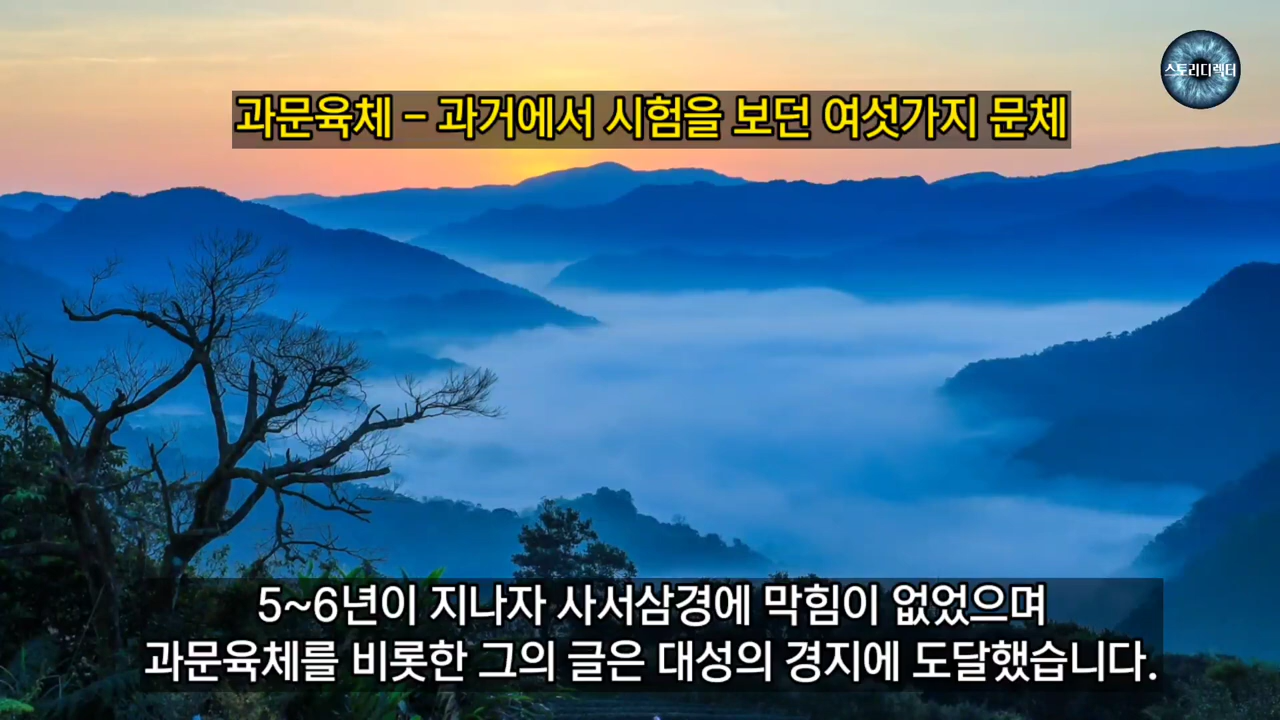 스토리디렉터
과문육체 - 과거에서 시험을 보던 여섯가지 문체
5~6년이 지나자 사서삼경에 막힘이 없었으며
과문육체를 비롯한 그의 글은 대성의 경지에 도달했습니다.